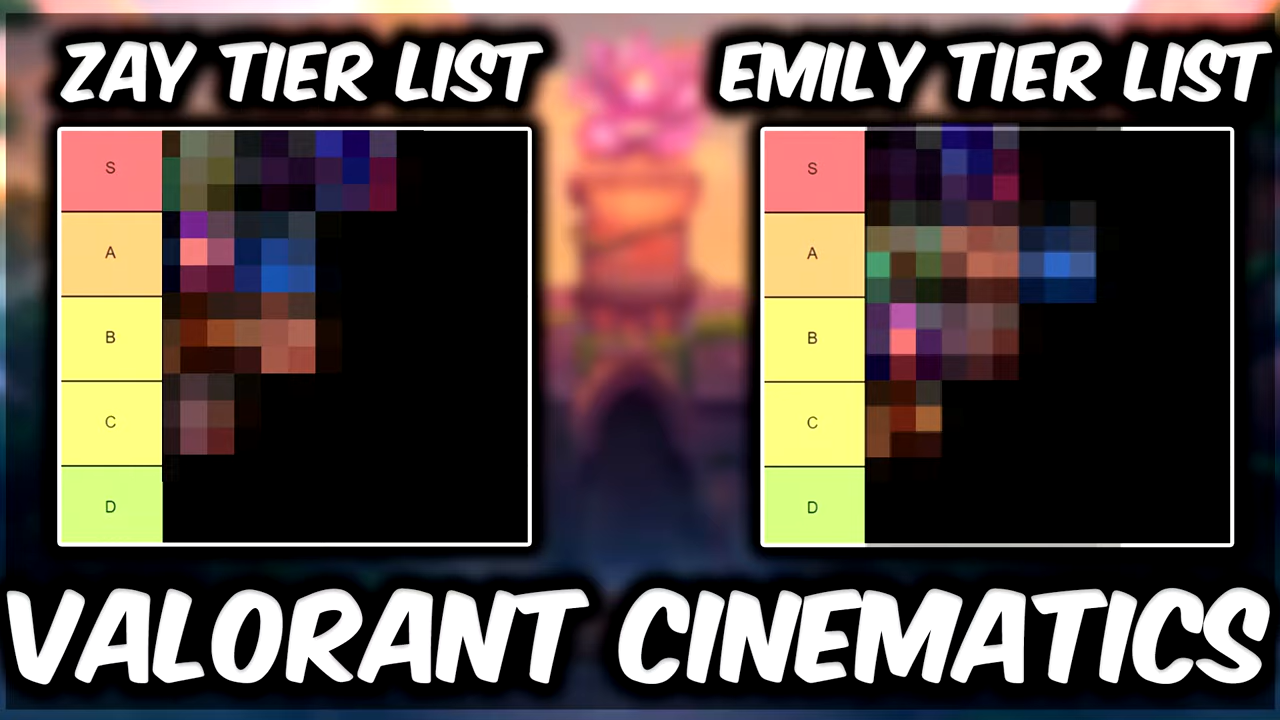 ZAY TIER LIST
EMILY TIER LIST
S
A
B
C
D
S
A
B
C
D
VALORANT CINEMATICS